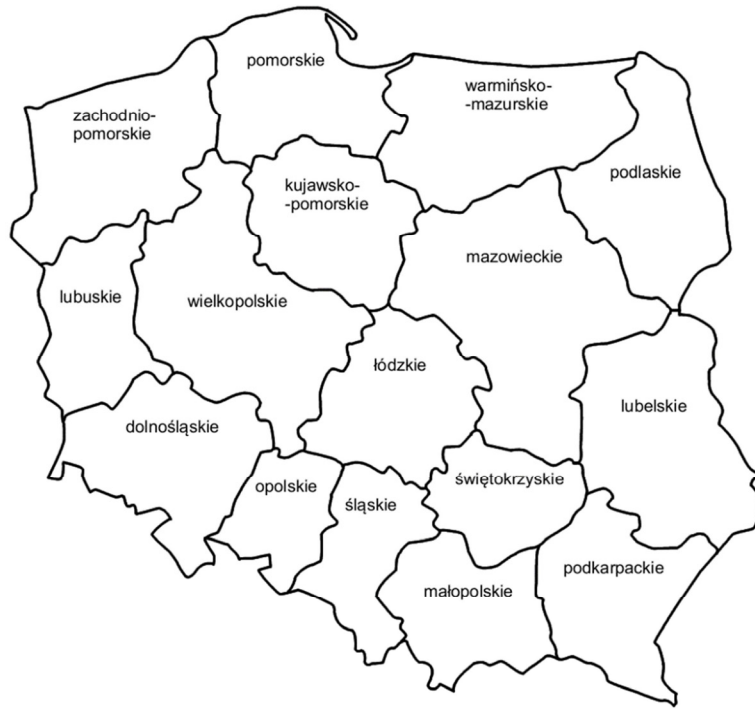 pomorskie
warmińsko-
-mazurskie
zachodnio-
pomorskie
podlaskie
kujawsko-
-pomorskie
mazowieckie
lubuskie
wielkopolskie
łódzkie
lubelskie
dolnośląskie
świętokrzyskie
opolskie
śląskie
podkarpackie
małopolskie